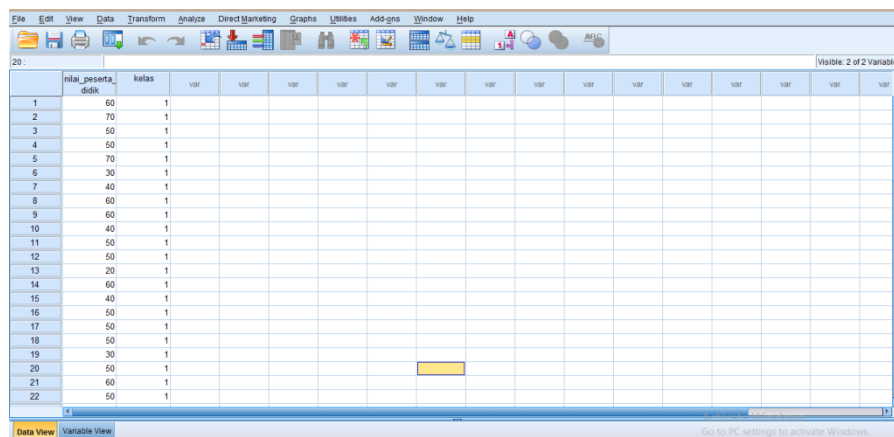 File Edit View Data Transform Analyze Direct Marketing Graphs Utilities Add-ons Window Help
20 :
Visible: 2 of 2 Variabl
nilai_peserta_didik kelas var var var var var var var var var var var var var var var
1 60 1
2 70 1
3 50 1
4 50 1
5 70 1
6 30 1
7 40 1
8 60 1
9 60 1
10 40 1
11 50 1
12 50 1
13 20 1
14 60 1
15 40 1
16 50 1
17 50 1
18 50 1
19 30 1
20 50 1
21 60 1
22 50 1
Data View Variable View
Go to PC settings to activate Windows.